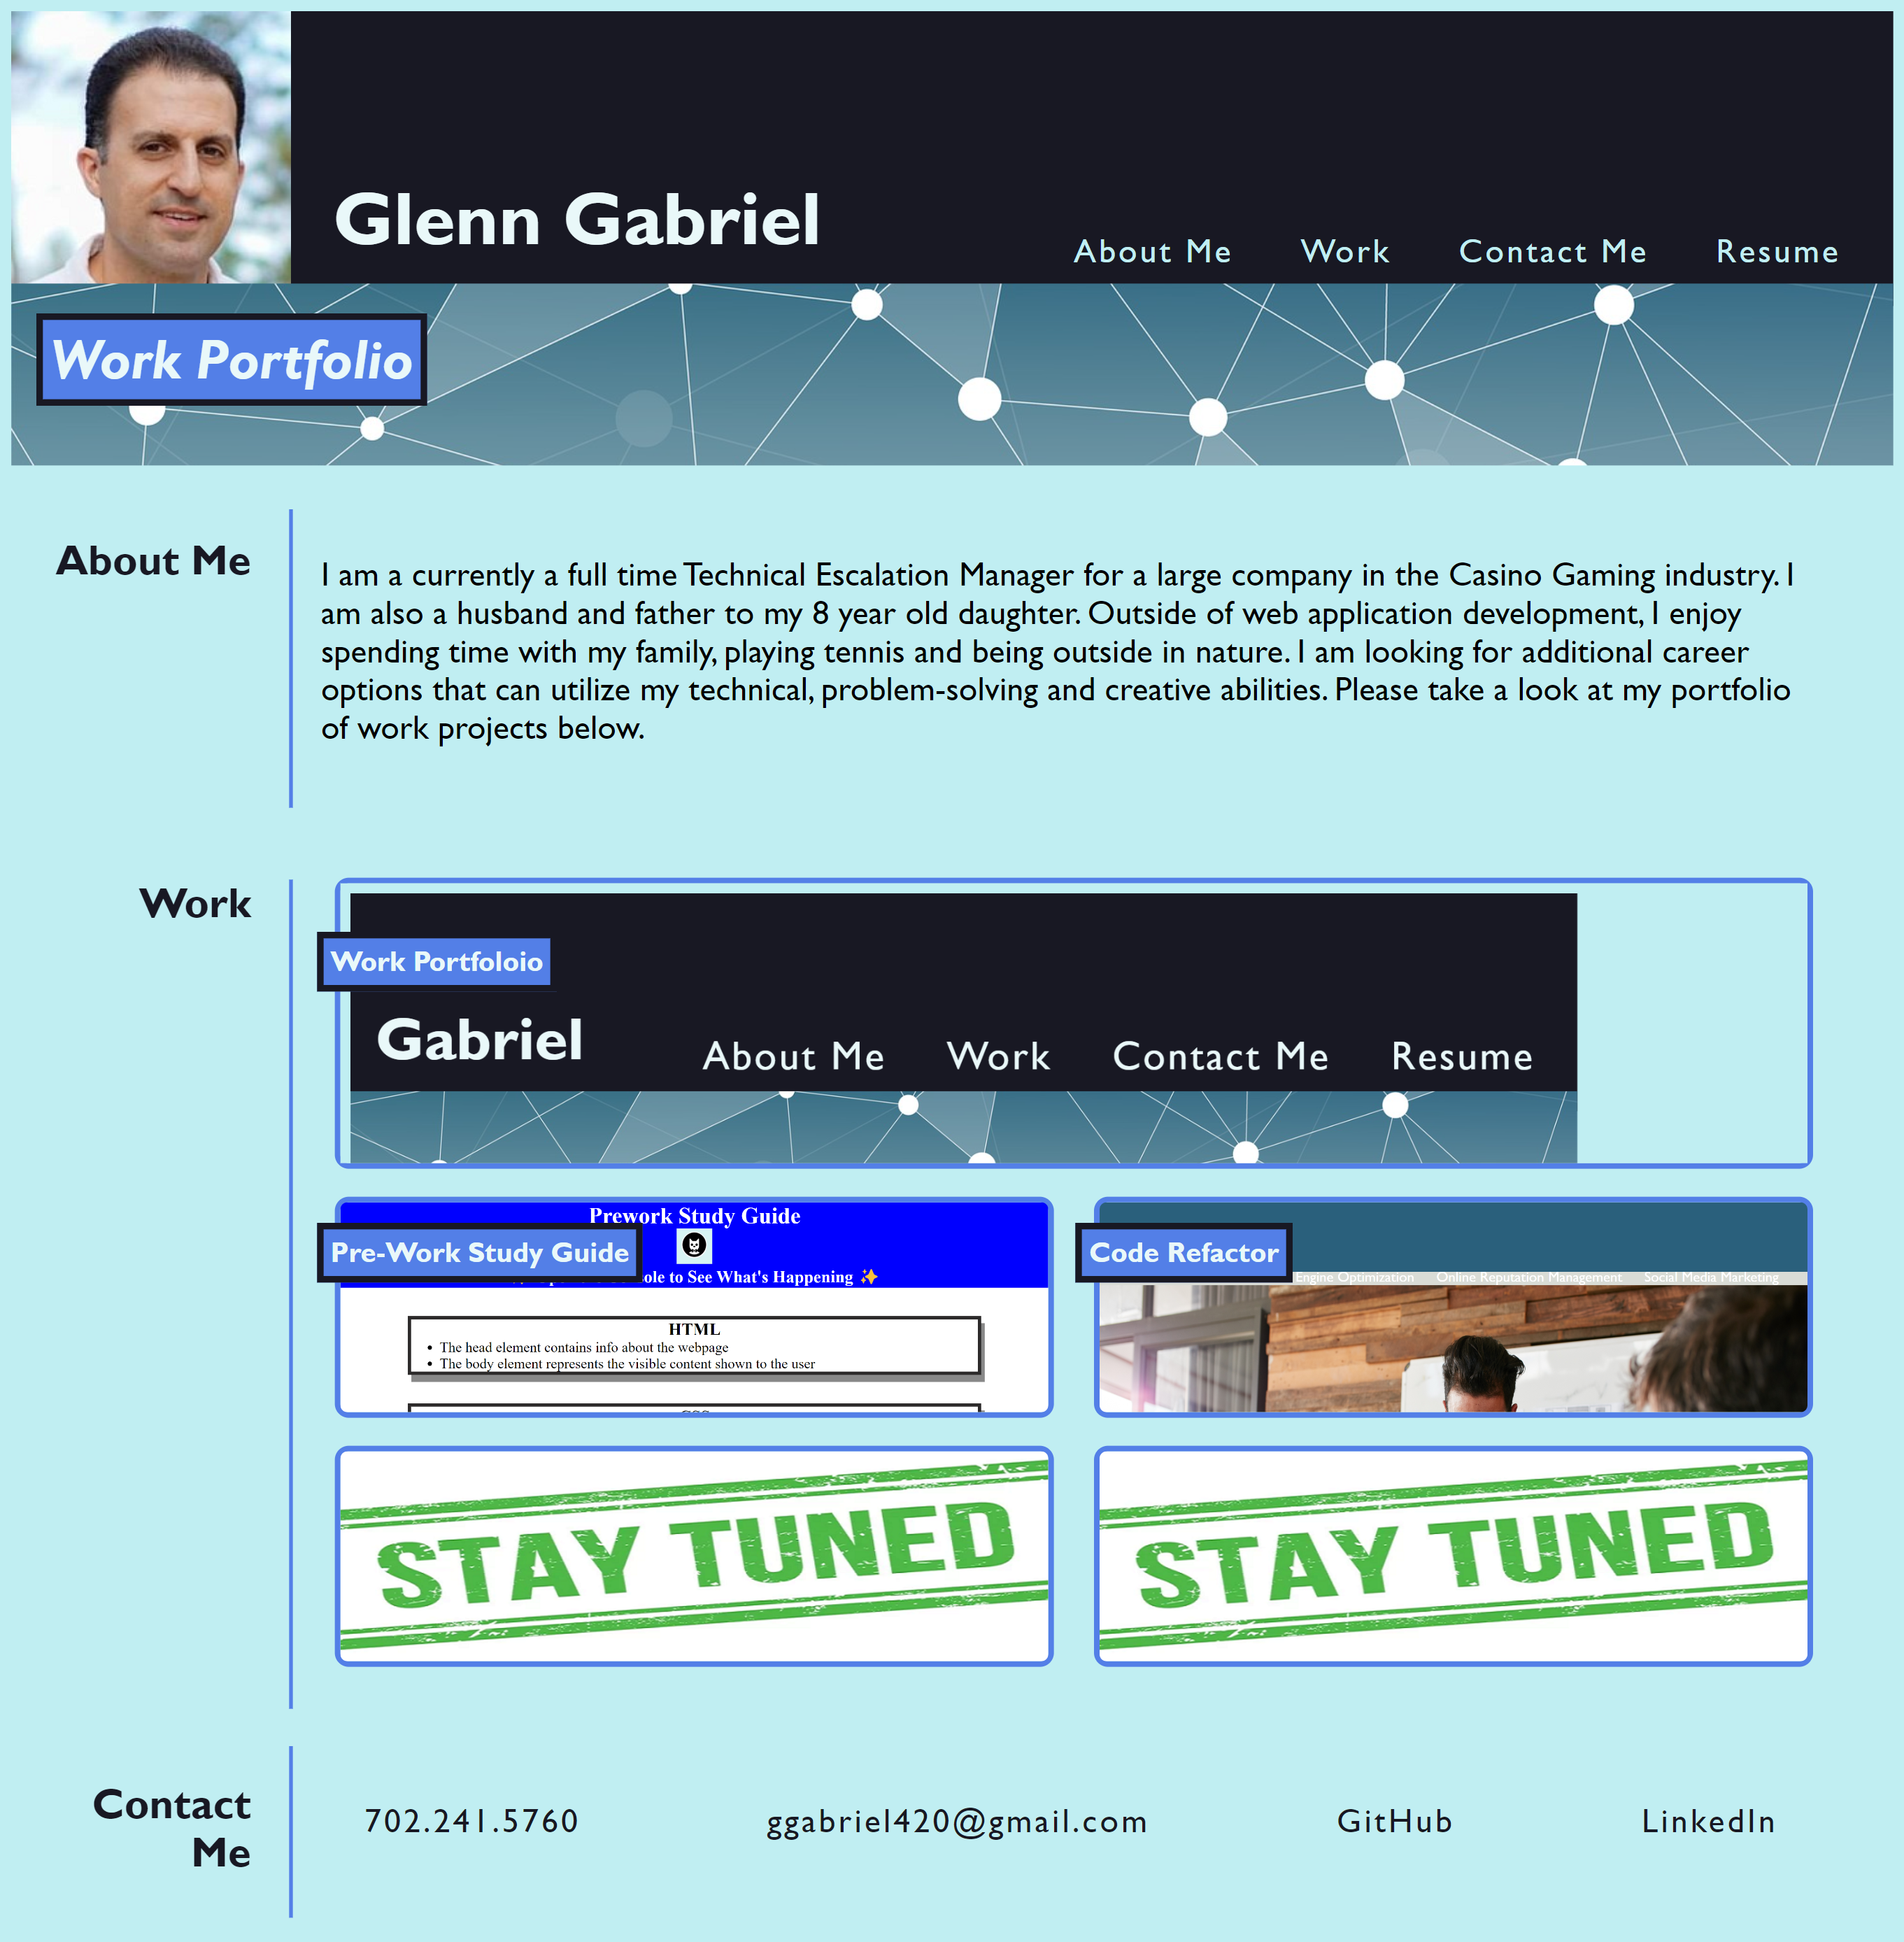 Glenn Gabriel
About Me Work Contact Me Resume
Work Portfolio
About Me
I am a currently a full time Technical Escalation Manager for a large company in the Casino Gaming industry. I
am also a husband and father to my 8 year old daughter. Outside of web application development, I enjoy
spending time with my family, playing tennis and being outside in nature. I am looking for additional career
options that can utilize my technical, problem-solving and creative abilities. Please take a look at my portfolio
of work projects below.
Work
Work Portfoloio
Gabriel
About Me Work Contact Me Resume
Prework Study Guide
Pre-Work Study Guide
to See What's Happening ✨
HTML
• The head element contains info about the webpage
• The body element represents the visible content shown to the user
Code Refactor
Engine Optimization Online Reputation Management Social Media Marketing
STAY TUNED
STAY TUNED
Contact
Me
702.241.5760 ggabriel420@gmail.com GitHub LinkedIn